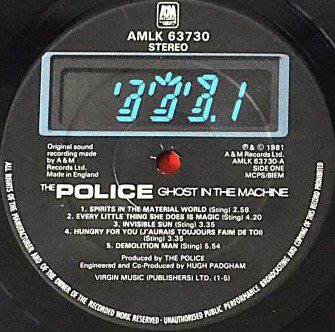 A&M
AMLK 63730
STEREO
Original sound
recording made
by A & M
Records Ltd.
Made in England
℗ & © 1981
A & M Records Ltd.
AMLK 63730-A
SIDE ONE
MCPS/BIEM
THE POLICE GHOST IN THE MACHINE
1. SPIRITS IN THE MATERIAL WORLD (Sting) 2.58
2. EVERY LITTLE THING SHE DOES IS MAGIC (Sting) 4.20
3. INVISIBLE SUN (Sting) 3.35
4. HUNGRY FOR YOU (J'AURAIS TOUJOURS FAIM DE TOI)
(Sting) 3.35
5. DEMOLITION MAN (Sting) 5.54
Produced by THE POLICE
Engineered and Co-Produced by HUGH PADGHAM
VIRGIN MUSIC (PUBLISHERS) LTD. (1-5)
ALL RIGHTS OF THE MANUFACTURER AND OF THE OWNER OF THE RECORDED WORK RESERVED · UNAUTHORISED PUBLIC PERFORMANCE BROADCASTING AND COPYING OF THIS RECORD PROHIBITED